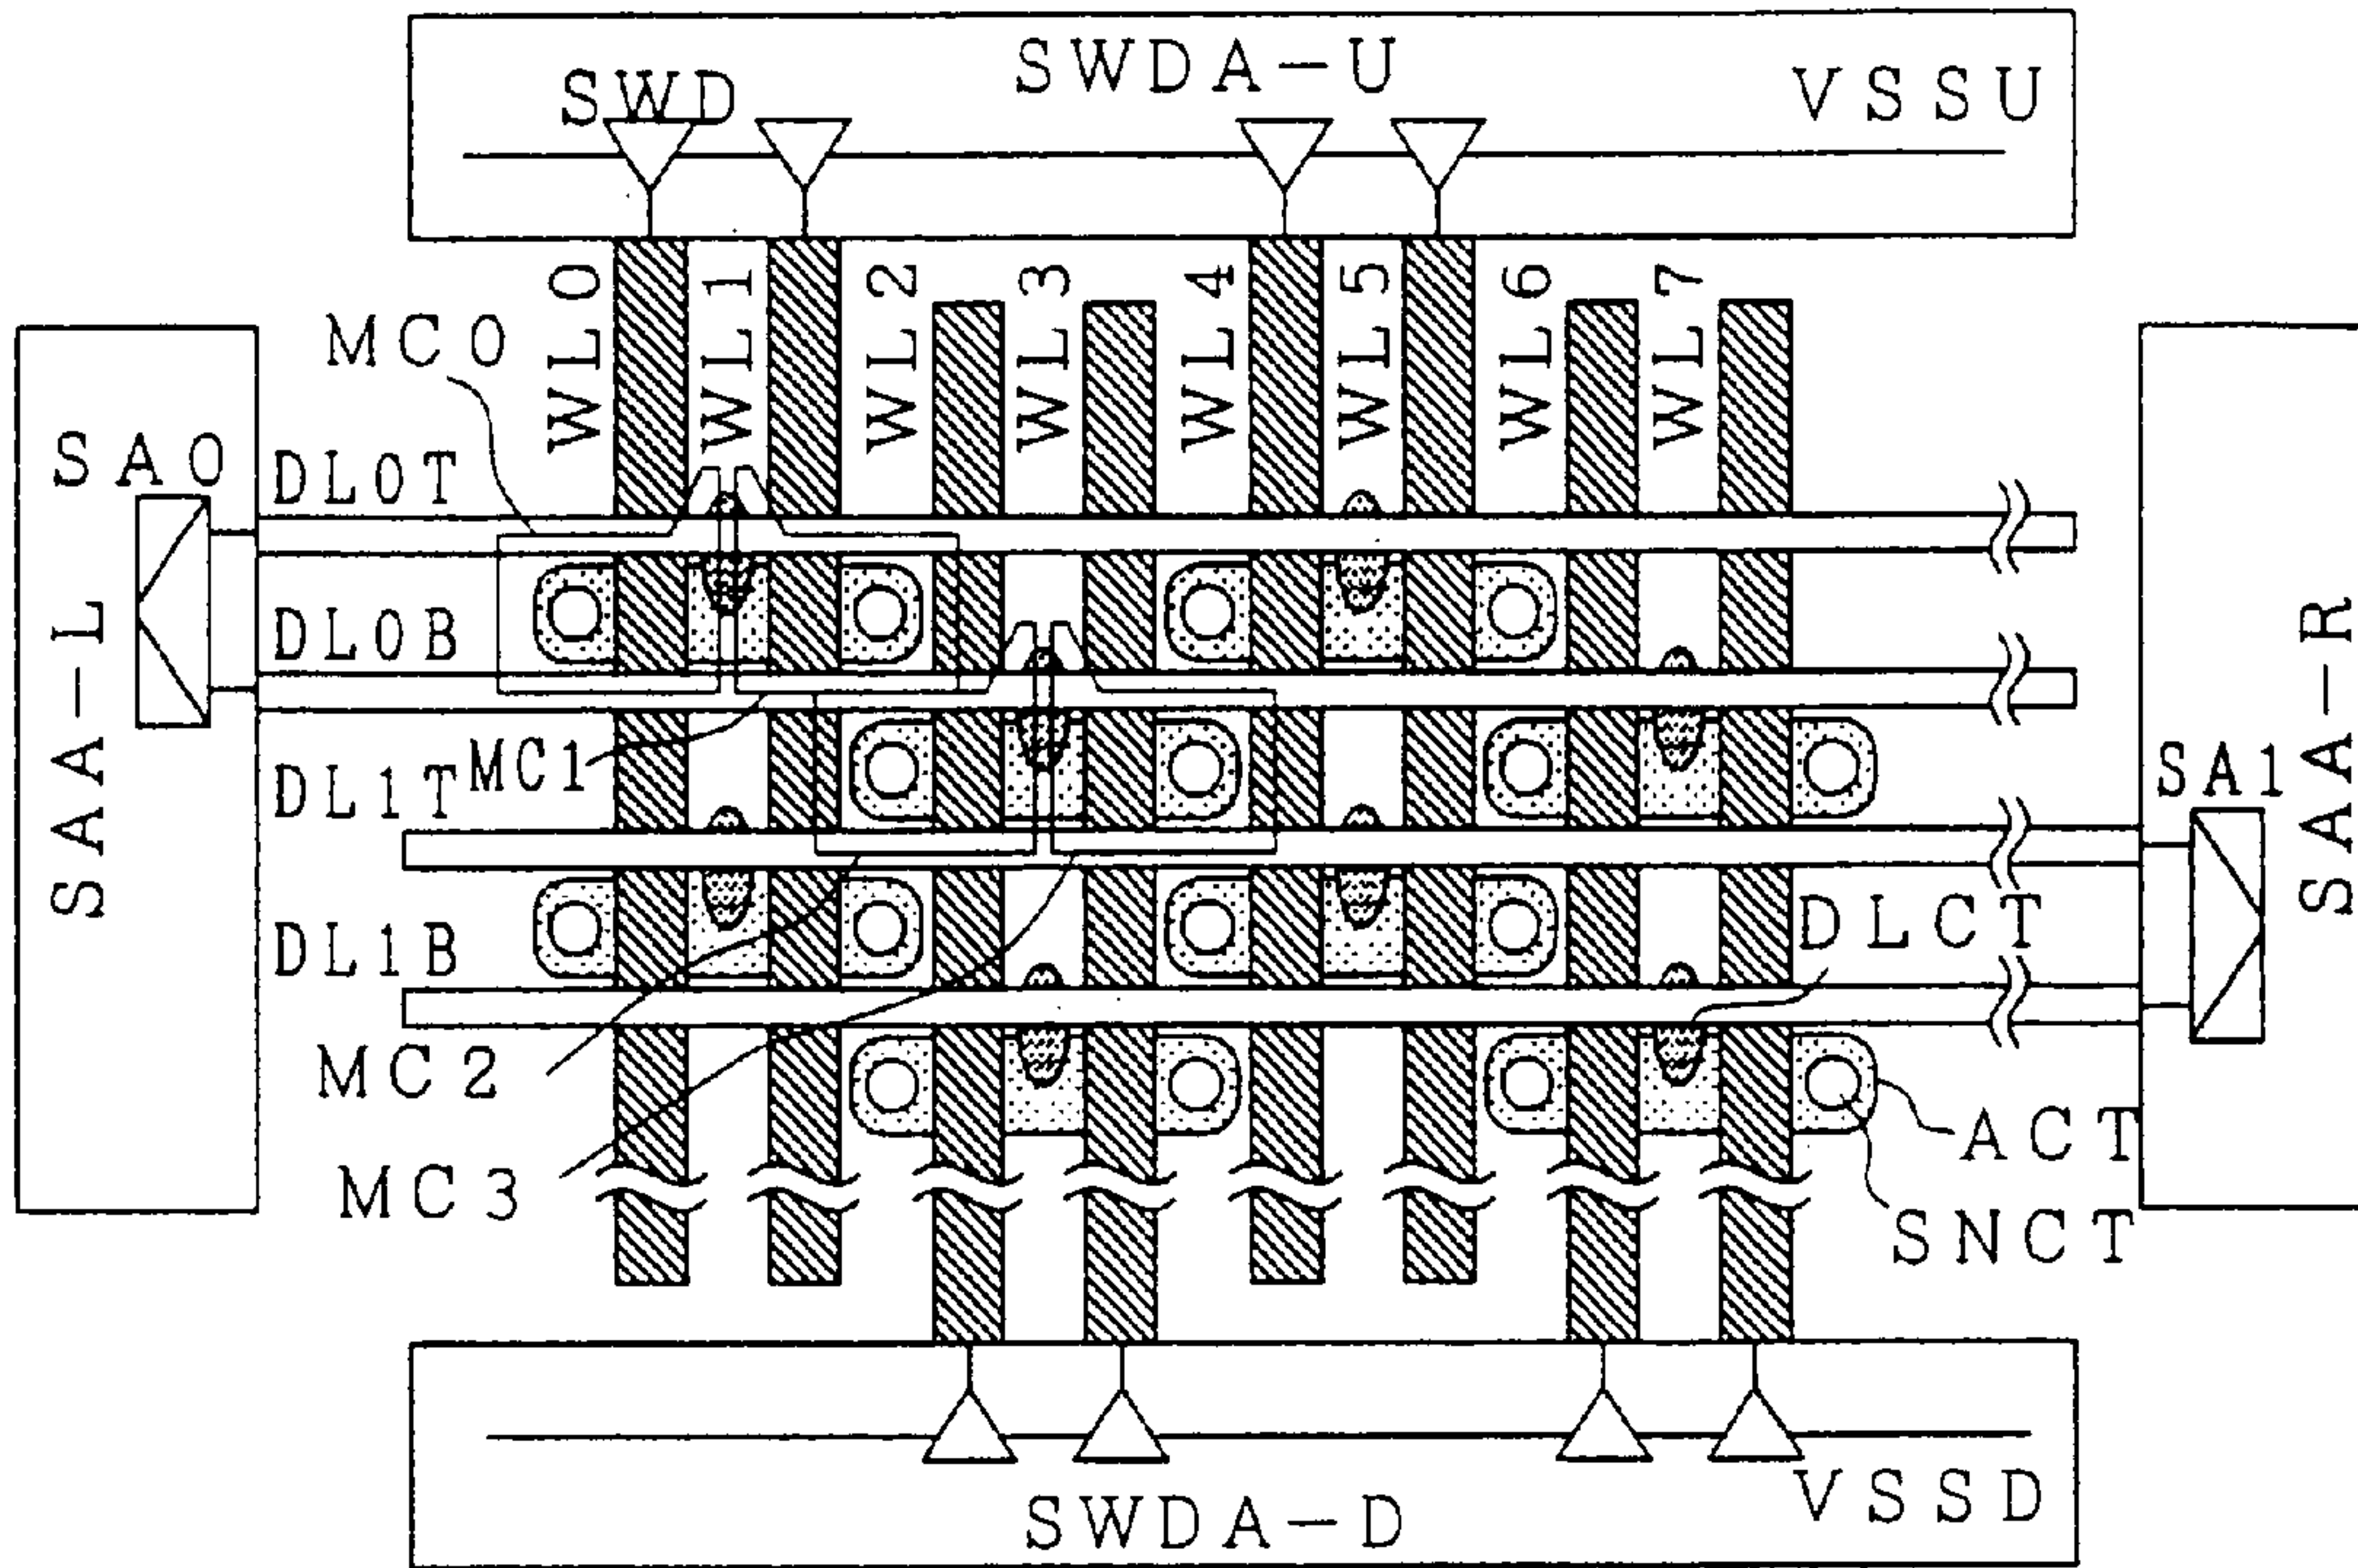 SWDA-U
SWD
VSSU
WL0
WL1
WL2
WL3
WL4
WL5
WL6
WL7
MC0
SA0
DL0T
DL0B
SAA-L
SAA-R
MC1
DL1T
SA1
DL1B
DLCT
MC2
ACT
MC3
SNCT
VSSD
SWDA-D